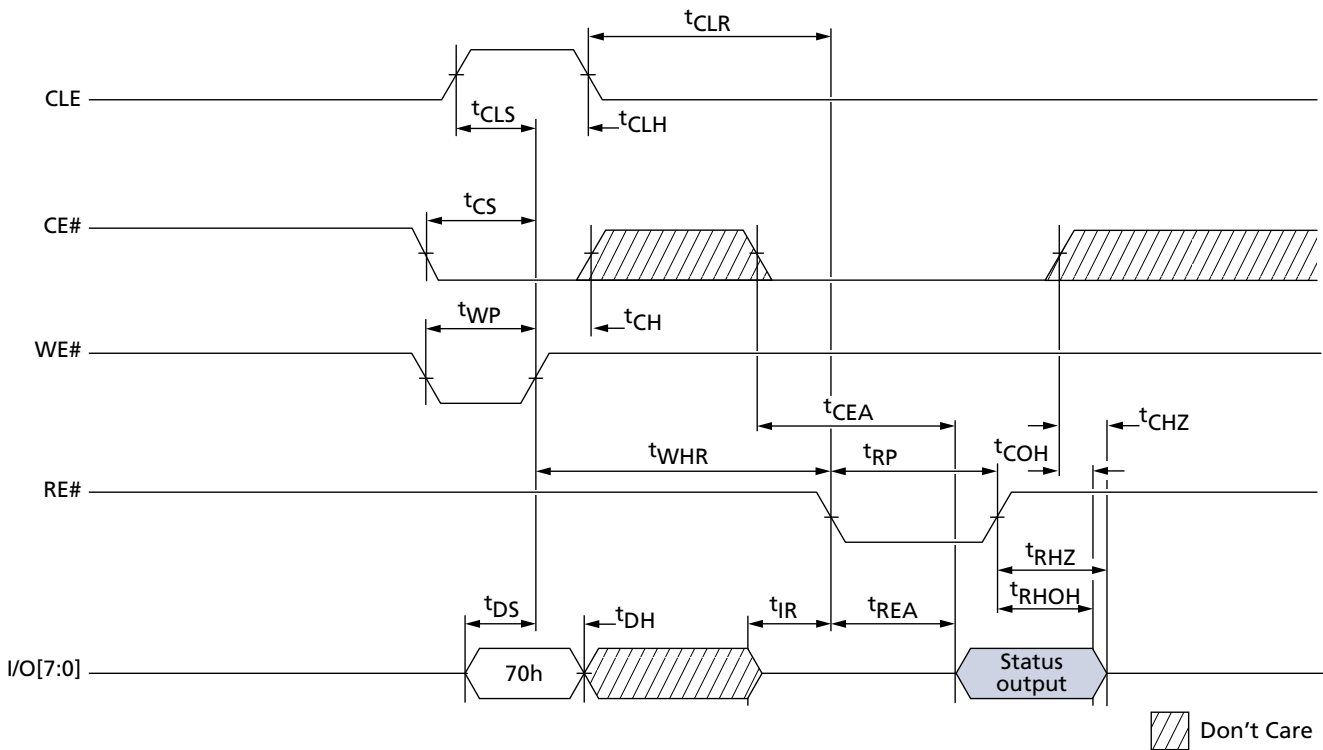 tCLR
CLE
tCLS
tCLH
tCS
CE#
tWP
tCH
WE#
tCEA
tCHZ
tWHR
tRP
tCOH
RE#
tRHZ
tDS
tDH
tIR
tREA
tRHOH
I/O[7:0]
70h
Status
output
Don't Care